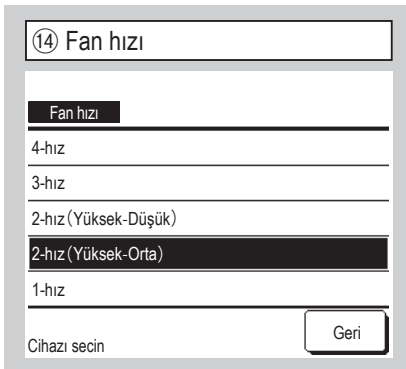 ⑭ Fan hızı
Fan hızı
4-hız
3-hız
2-hız(Yüksek-Düşük)
2-hız(Yüksek-Orta)
1-hız
Cihazı secin
Geri